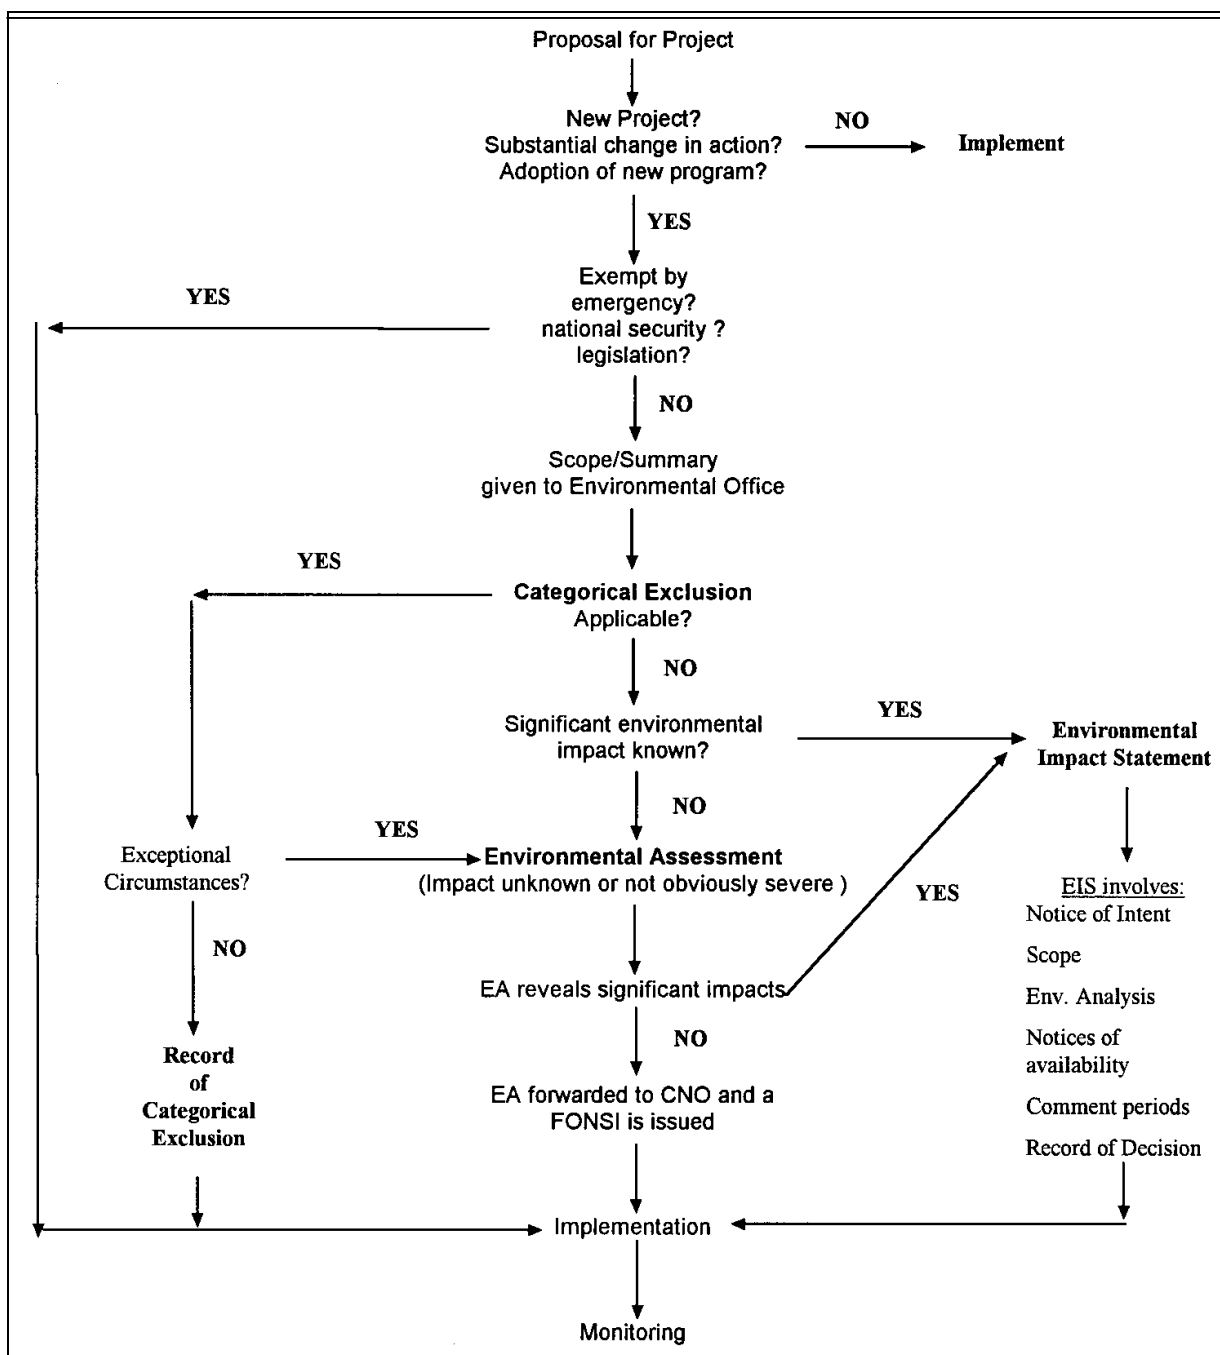 Proposal for Project
New Project?
Substantial change in action?
Adoption of new program?
NO
Implement
YES
Exempt by
emergency?
national security ?
legislation?
YES
NO
Scope/Summary
given to Environmental Office
YES
Categorical Exclusion
Applicable?
NO
Significant environmental
impact known?
YES
Environmental
Impact Statement
NO
Exceptional
Circumstances?
YES
Environmental Assessment
(Impact unknown or not obviously severe )
YES
EIS involves:
Notice of Intent
Scope
Env. Analysis
Notices of
availability
Comment periods
Record of Decision
NO
EA reveals significant impacts
NO
Record
of
Categorical
Exclusion
EA forwarded to CNO and a
FONSI is issued
Implementation
Monitoring